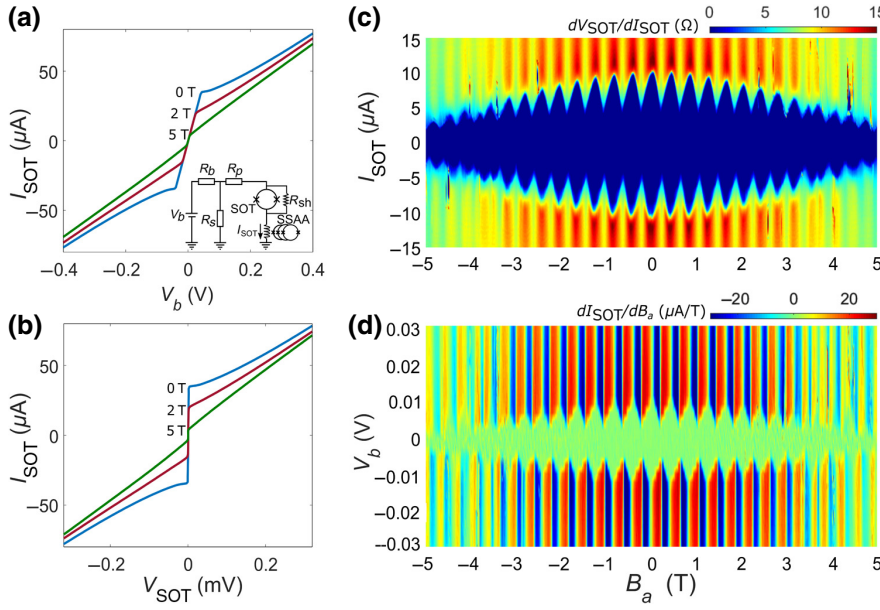 (a)
50
0
−50
I_SOT (μA)
0 T
2 T
5 T
R_b
R_p
R_s
V_b
SOT
R_sh
SSAA
I_SOT
−0.4
−0.2
0
0.2
0.4
V_b (V)
(b)
50
0
−50
I_SOT (μA)
0 T
2 T
5 T
−0.2
0
0.2
V_SOT (mV)
(c)
dV_SOT/dI_SOT (Ω)
0
5
10
15
15
10
5
0
−5
−10
−15
I_SOT (μA)
−5
−4
−3
−2
−1
0
1
2
3
4
5
(d)
dI_SOT/dB_a (μA/T)
−20
0
20
0.03
0.02
0.01
0
−0.01
−0.02
--0.03
V_b (V)
−5
−4
−3
−2
−1
0
1
2
3
4
5
B_a (T)